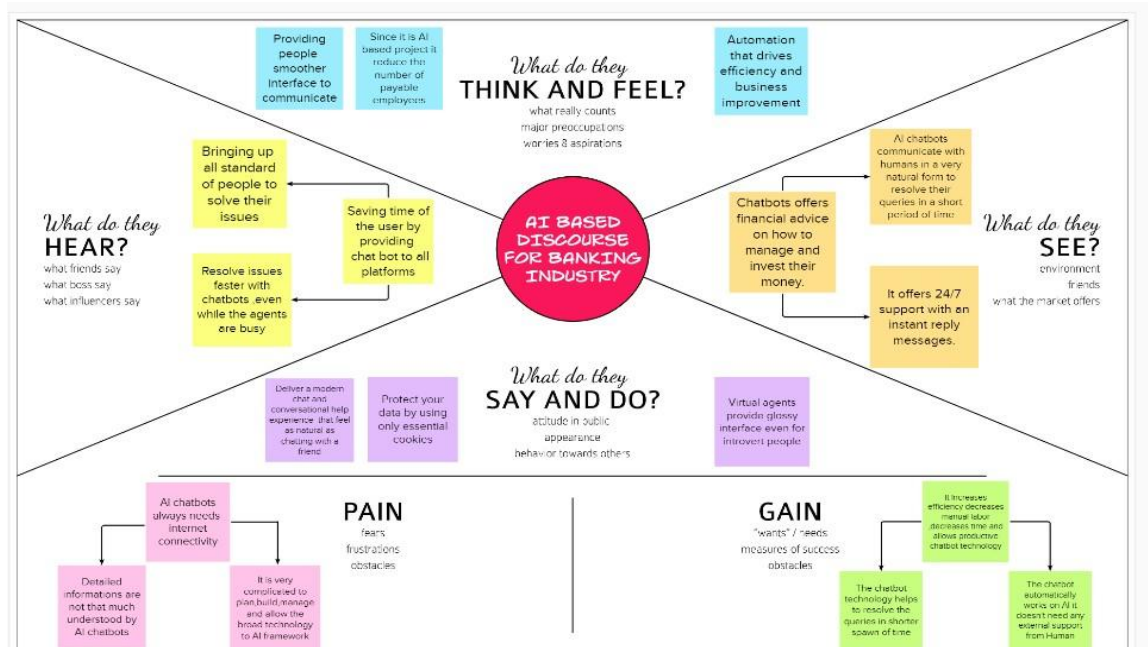 Providing
people
smoother
interface to
communicate
Since it is AI
based project it
reduce the
number of
payable
employees
What do they
THINK AND FEEL?
what really counts
major preoccupations
worries & aspirations
Automation
that drives
efficiency and
business
improvement
Bringing up
all standard
of people to
solve their
issues
Saving time of
the user by
providing
chat bot to all
platforms
Resolve issues
faster with
chatbots ,even
while the agents
are busy
What do they
HEAR?
what friends say
what boss say
what influencers say
AI BASED
DISCOURSE
FOR BANKING
INDUSTRY
Chatbots offers
financial advice
on how to
manage and
invest their
money.
AI chatbots
communicate with
humans in a very
natural form to
resolve their
queries in a short
period of time
It offers 24/7
support with an
instant reply
messages.
What do they
SEE?
environment
friends
what the market offers
Deliver a modern
chat and
conversational help
experience that feel
as natural as
chatting with a
friend
Protect your
data by using
only essential
cookies
What do they
SAY AND DO?
attitude in public
appearance
behavior towards others
Virtual agents
provide glossy
interface even for
introvert people
AI chatbots
always needs
internet
connectivity
Detailed
informations are
not that much
understood by
AI chatbots
It is very
complicated to
plan,build,manage
and allow the
broad technology
to AI framework
PAIN
fears
frustrations
obstacles
GAIN
"wants" / needs
measures of success
obstacles
It Increases
efficiency decreases
manual labor
,decreases time and
allows productive
chatbot technology
The chatbot
technology helps
to resolve the
queries in shorter
spawn of time
The chatbot
automatically
works on AI it
doesn't need any
external support
from Human